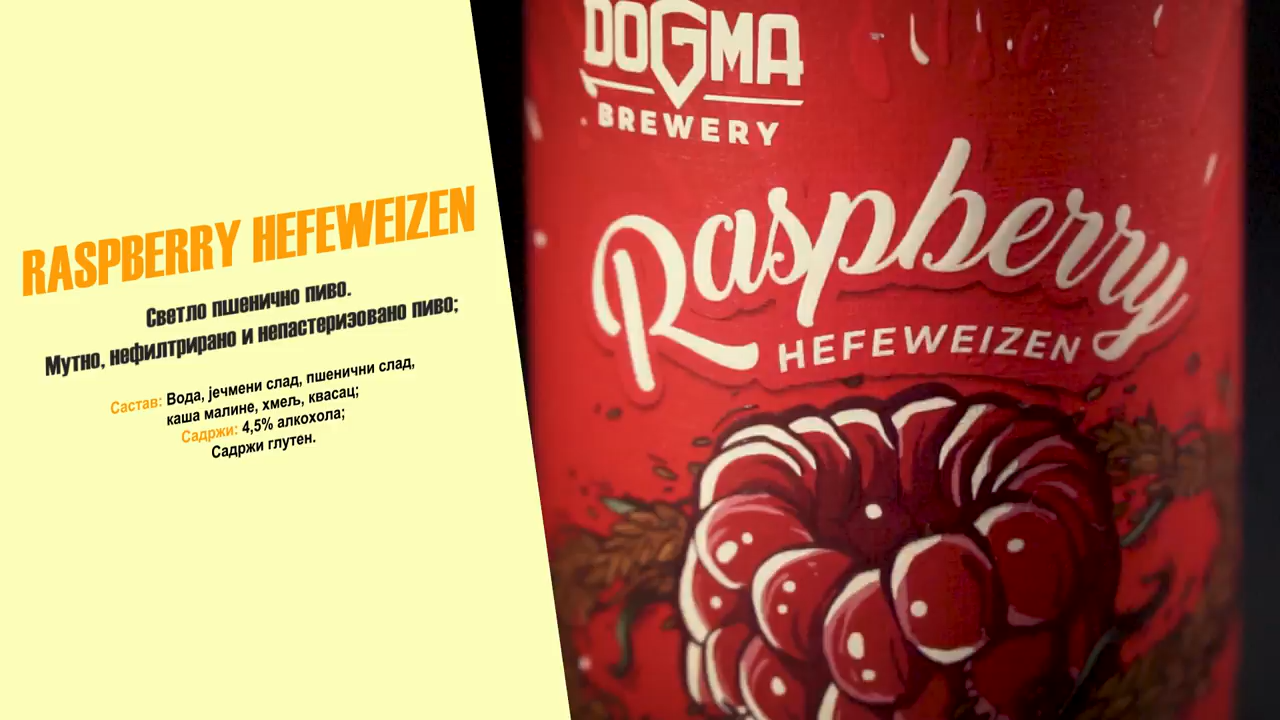 RASPBERRY HEFEWEIZEN
Светло пшенично пиво.
Мутно, нефилтрирано и непастеризовано пиво;
Састав: Вода, јечмени слад, пшенични слад,
каша малине, хмељ, квасац;
Садржи: 4,5% алкохола;
Садржи глутен.
DOGMA
BREWERY
Raspberry
HEFEWEIZEN